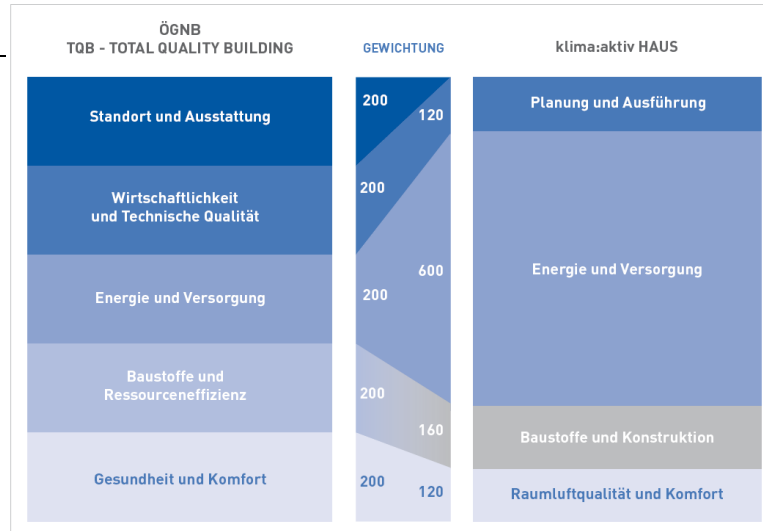 ÖGNB
TQB - TOTAL QUALITY BUILDING
GEWICHTUNG
klima:aktiv HAUS
Standort und Ausstattung
200
120
Planung und Ausführung
Wirtschaftlichkeit
und Technische Qualität
200
Energie und Versorgung
200
600
Energie und Versorgung
Baustoffe und
Ressourceneffizienz
200
160
Baustoffe und Konstruktion
Gesundheit und Komfort
200
120
Raumluftqualität und Komfort